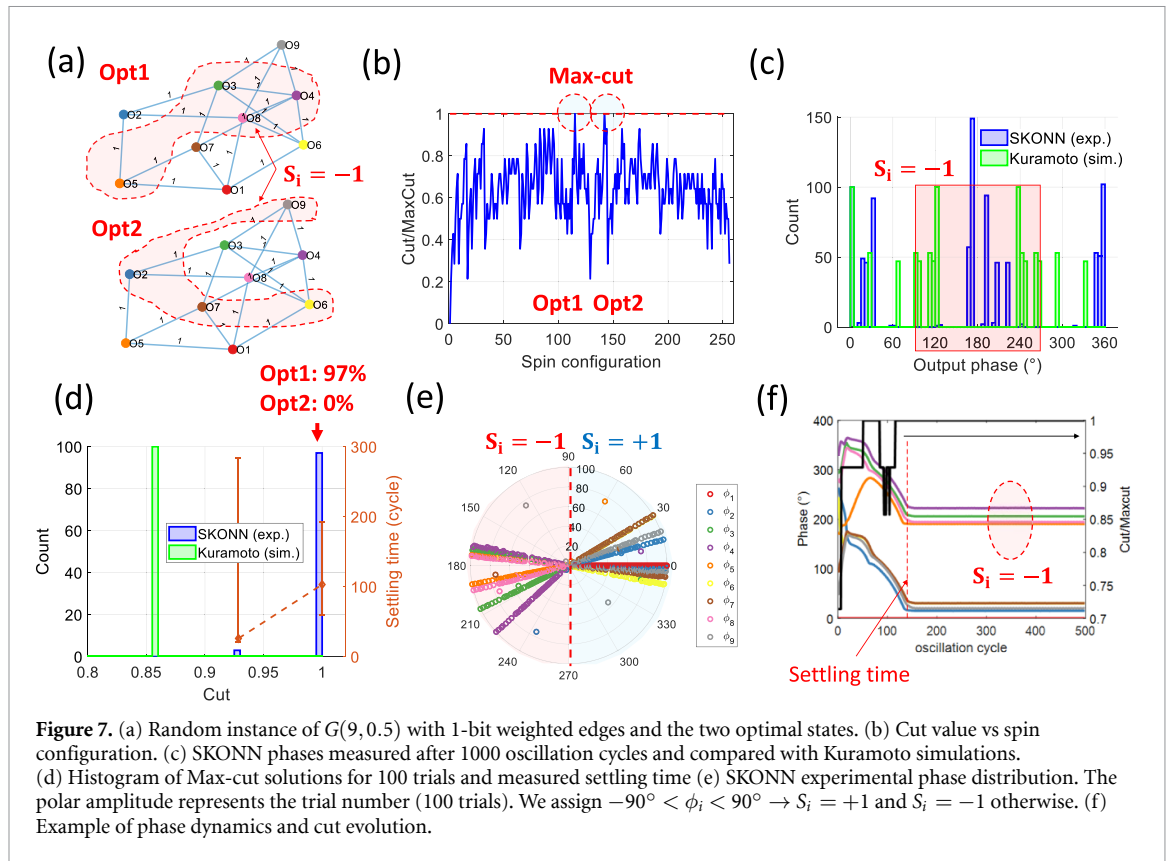 (a)
Opt1
O9
O3
O4
O2
O8
O7
O6
O5
O1
Sᵢ = −1
Opt2
O9
O3
O4
O2
O8
O7
O6
O5
O1
(b)
Max-cut
Cut/MaxCut
1
0.8
0.6
0.4
0.2
0
Opt1
Opt2
0 50 100 150 200 250
Spin configuration
(c)
SKONN (exp.)
Kuramoto (sim.)
Sᵢ = −1
Count
150
100
50
0
0 60 120 180 240 300 360
Output phase (°)
(d)
Opt1: 97%
Opt2: 0%
Count
100
80
60
40
20
0
SKONN (exp.)
Kuramoto (sim.)
300
200
100
0
Settling time (cycle)
0.8 0.85 0.9 0.95 1
Cut
(e)
Sᵢ = −1
Sᵢ = +1
90
120
60
150
30
180
0
210
330
240
300
270
100
80
60
40
20
0
ϕ₁
ϕ₂
ϕ₃
ϕ₄
ϕ₅
ϕ₆
ϕ₇
ϕ₈
ϕ₉
(f)
Phase (°)
400
300
200
100
0
1
0.95
0.9
0.85
0.8
0.75
0.7
Cut/Maxcut
Sᵢ = −1
0 100 200 300 400 500
oscillation cycle
Settling time
Figure 7. (a) Random instance of G(9,0.5) with 1-bit weighted edges and the two optimal states. (b) Cut value vs spin
configuration. (c) SKONN phases measured after 1000 oscillation cycles and compared with Kuramoto simulations.
(d) Histogram of Max-cut solutions for 100 trials and measured settling time (e) SKONN experimental phase distribution. The
polar amplitude represents the trial number (100 trials). We assign −90° < ϕᵢ < 90° → Sᵢ = +1 and Sᵢ = −1 otherwise. (f)
Example of phase dynamics and cut evolution.